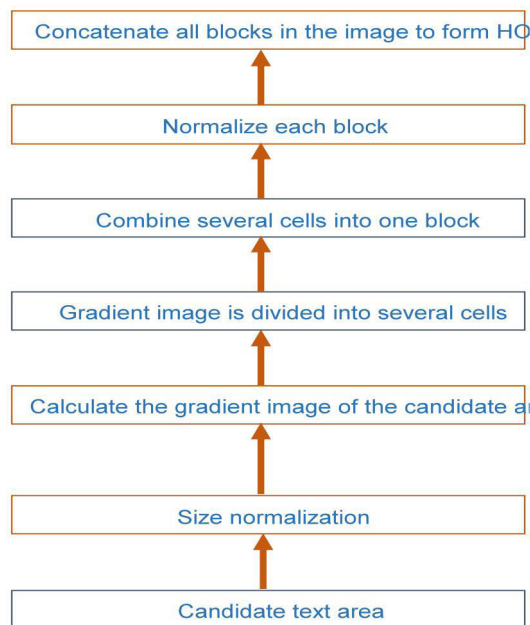 Concatenate all blocks in the image to form HO
Normalize each block
Combine several cells into one block
Gradient image is divided into several cells
Calculate the gradient image of the candidate
Size normalization
Candidate text area